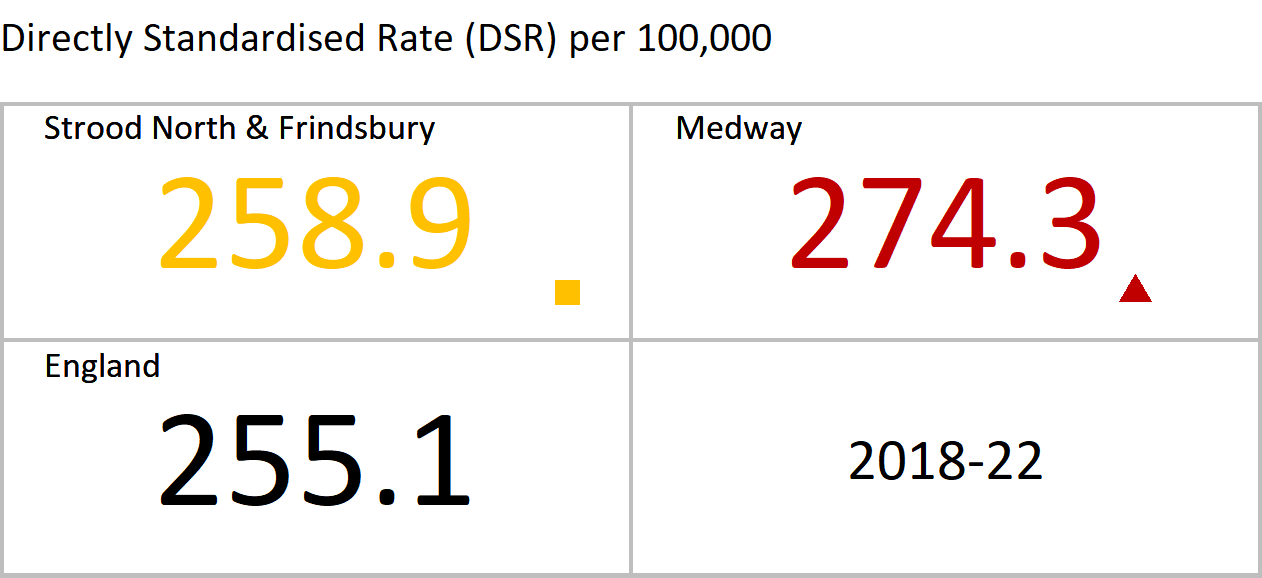 Directly Standardised Rate (DSR) per 100,000
Strood North & Frindsbury
258.9
Medway
274.3
England
255.1
2018-22